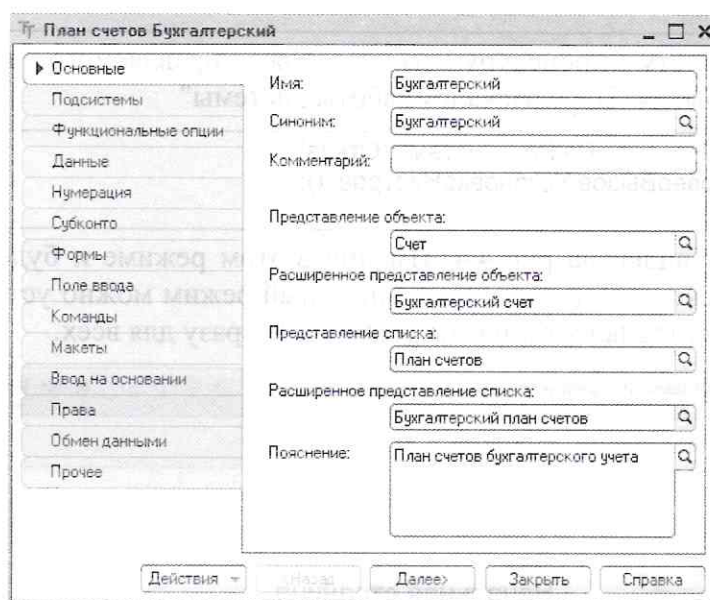 План счетов Бухгалтерский
Основные
Подсистемы
Функциональные опции
Данные
Нумерация
Субконто
Формы
Поле ввода
Команды
Макеты
Ввод на основании
Права
Обмен данными
Прочее
Имя: Бухгалтерский
Синоним: Бухгалтерский
Комментарий:
Представление объекта:
Счет
Расширенное представление объекта:
Бухгалтерский счет
Представление списка:
План счетов
Расширенное представление списка:
Бухгалтерский план счетов
Пояснение: План счетов бухгалтерского учета
Действия <Назад Далее> Закрыть Справка